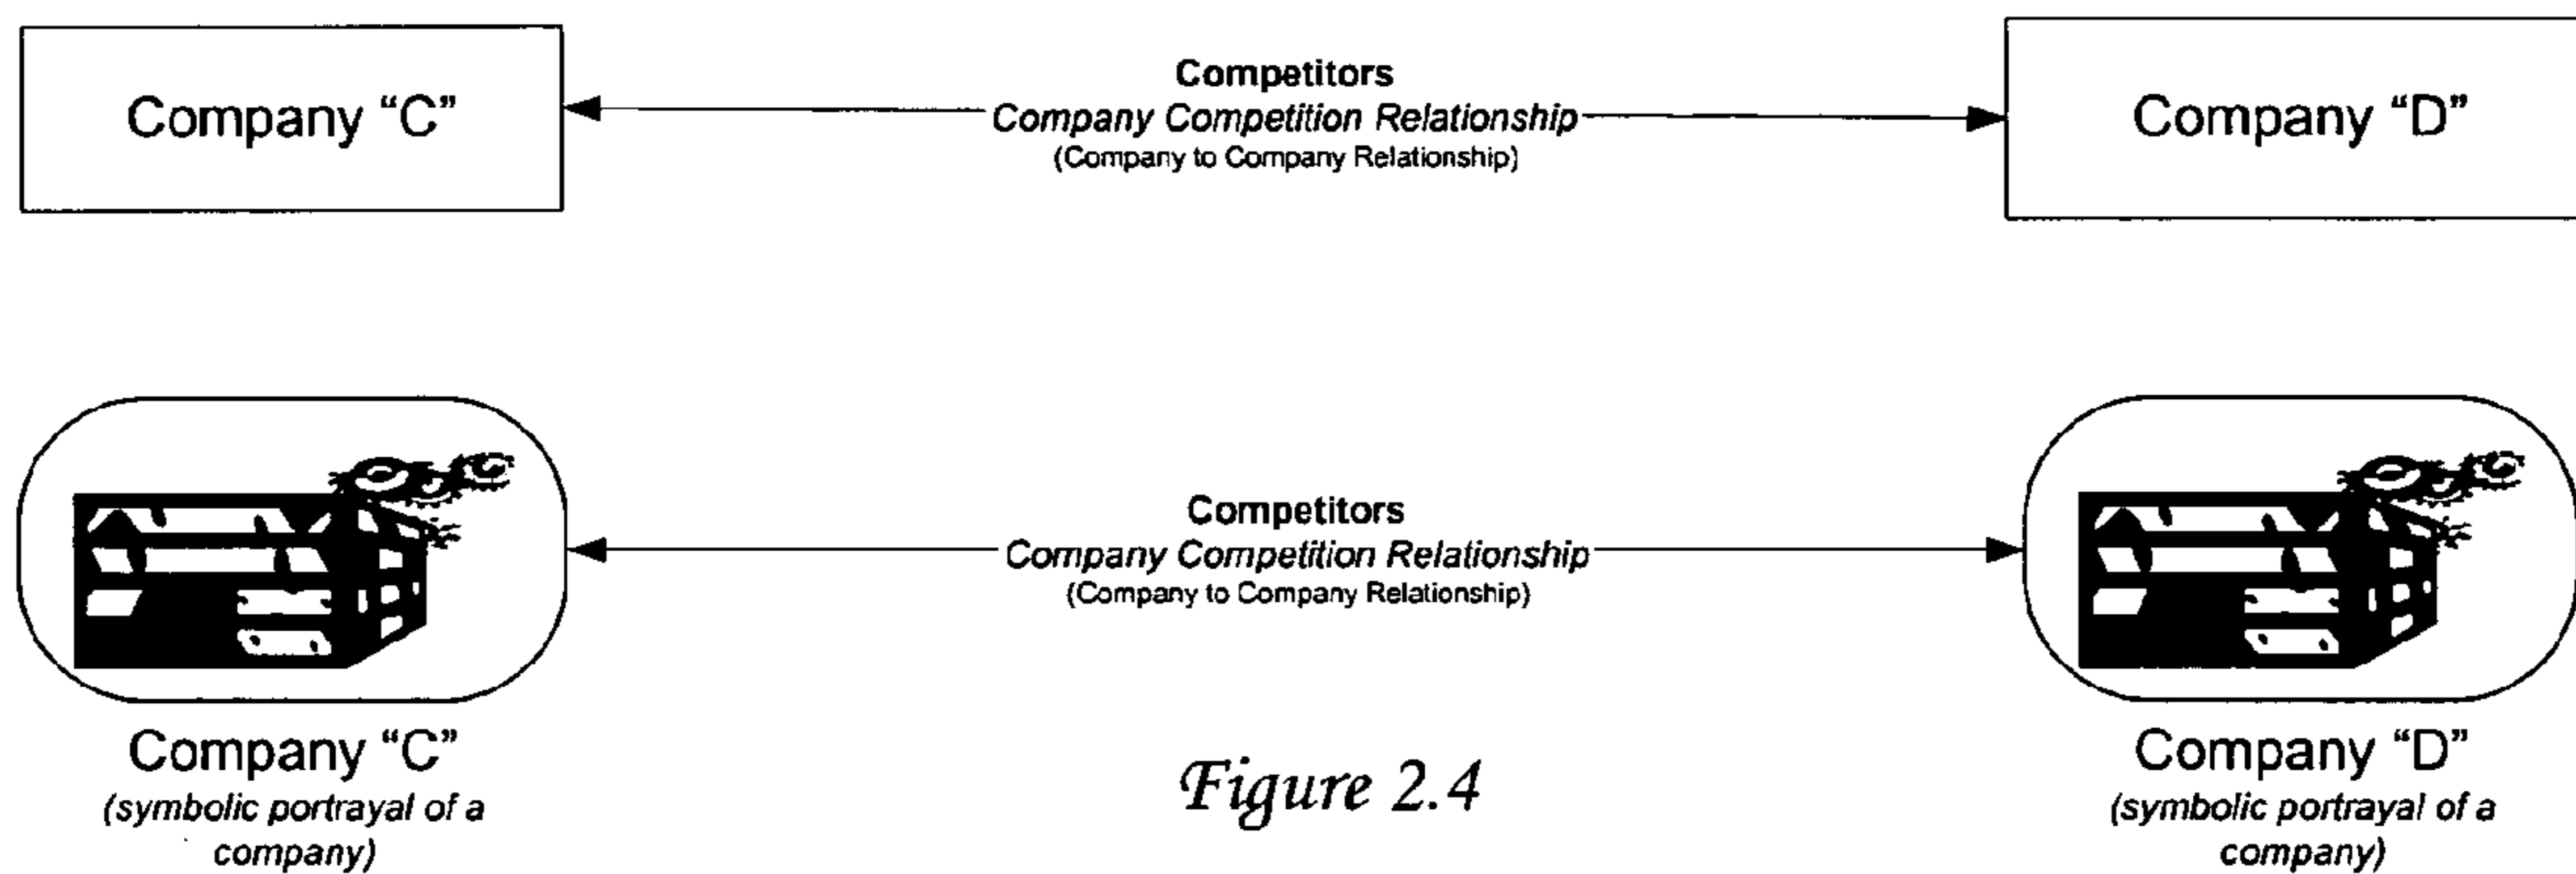 Company “C”
Competitors
Company Competition Relationship
(Company to Company Relationship)
Company “D”
Competitors
Company Competition Relationship
(Company to Company Relationship)
Company “C”
(symbolic portrayal of a
company)
Figure 2.4
Company “D”
(symbolic portrayal of a
company)